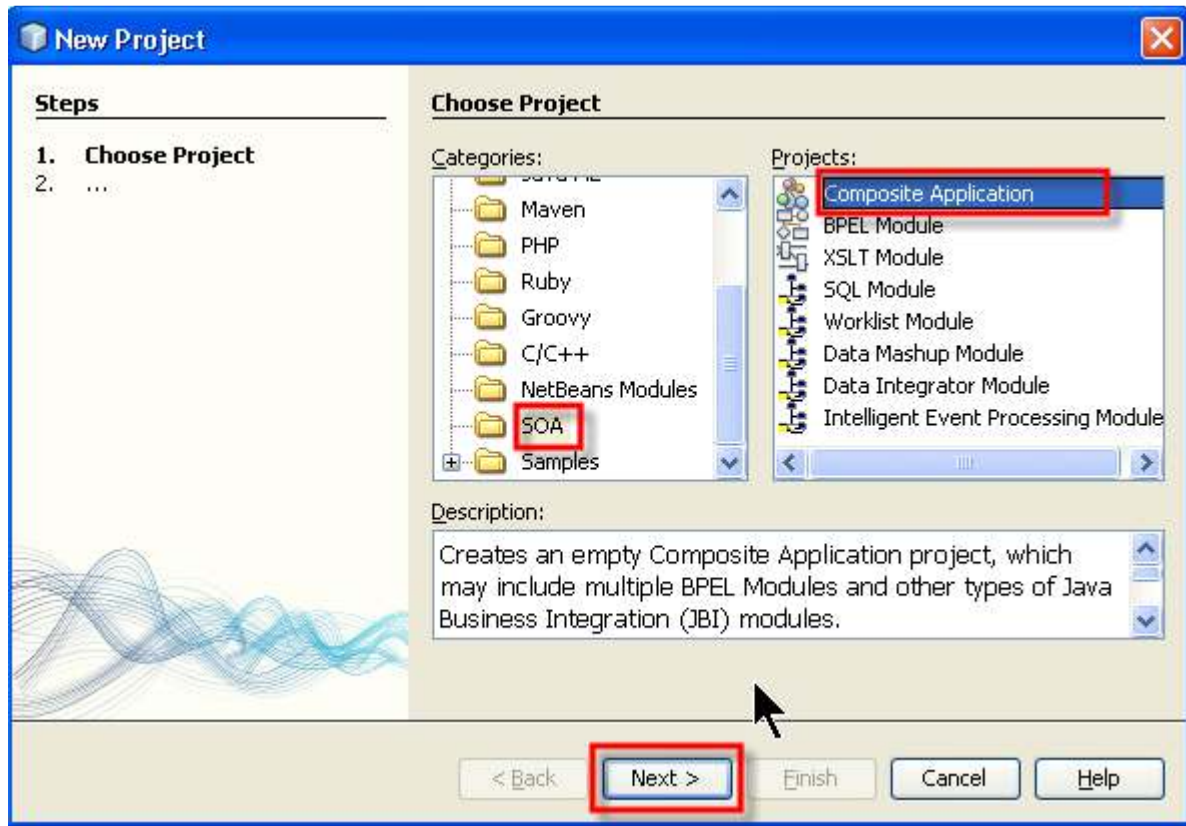 New Project
Steps
1. Choose Project
2. ...
Choose Project
Categories:
Maven
PHP
Ruby
Groovy
C/C++
NetBeans Modules
SOA
Samples
Projects:
Composite Application
BPEL Module
XSLT Module
SQL Module
Worklist Module
Data Mashup Module
Data Integrator Module
Intelligent Event Processing Module
Description:
Creates an empty Composite Application project, which
may include multiple BPEL Modules and other types of Java
Business Integration (JBI) modules.
< Back
Next >
Finish
Cancel
Help